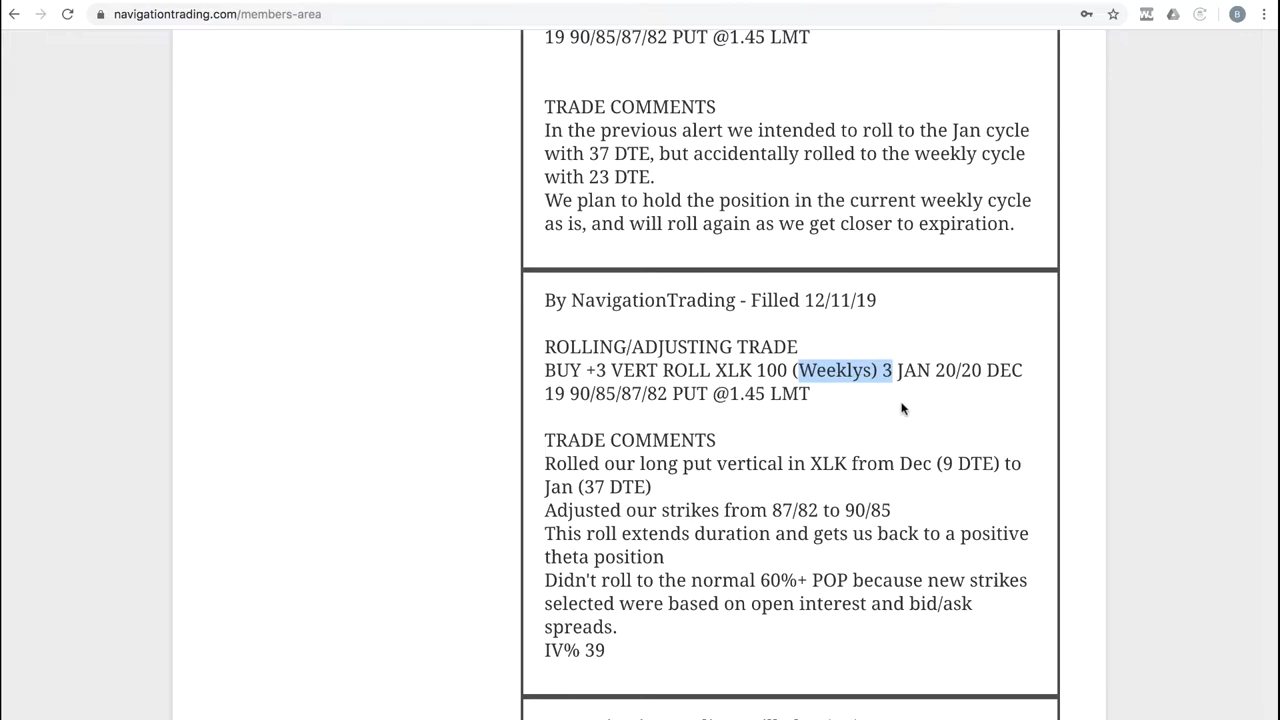 navigationtrading.com/members-area
B
19 90/85/87/82 PUT @1.45 LMT
TRADE COMMENTS
In the previous alert we intended to roll to the Jan cycle
with 37 DTE, but accidentally rolled to the weekly cycle
with 23 DTE.
We plan to hold the position in the current weekly cycle
as is, and will roll again as we get closer to expiration.
By NavigationTrading - Filled 12/11/19
ROLLING/ADJUSTING TRADE
BUY +3 VERT ROLL XLK 100 (Weeklys) 3 JAN 20/20 DEC
19 90/85/87/82 PUT @1.45 LMT
TRADE COMMENTS
Rolled our long put vertical in XLK from Dec (9 DTE) to
Jan (37 DTE)
Adjusted our strikes from 87/82 to 90/85
This roll extends duration and gets us back to a positive
theta position
Didn't roll to the normal 60%+ POP because new strikes
selected were based on open interest and bid/ask
spreads.
IV% 39